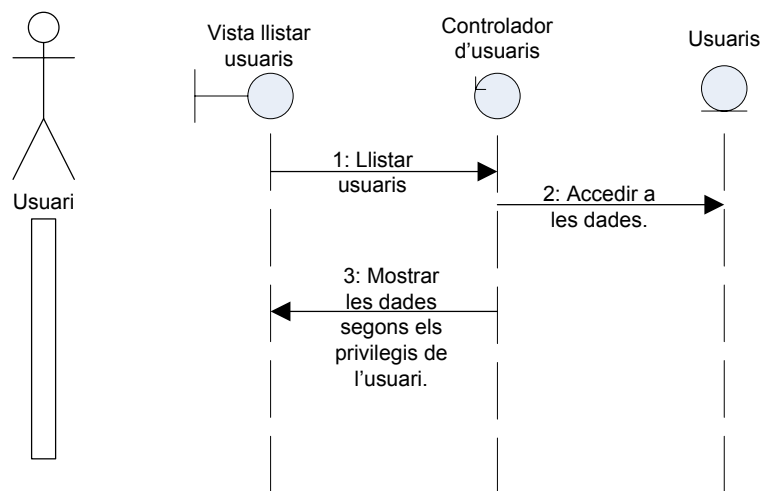 Vista llistar
usuaris
Controlador
d’usuaris
Usuaris
Usuari
1: Llistar
usuaris
2: Accedir a
les dades.
3: Mostrar
les dades
segons els
privilegis de
l’usuari.